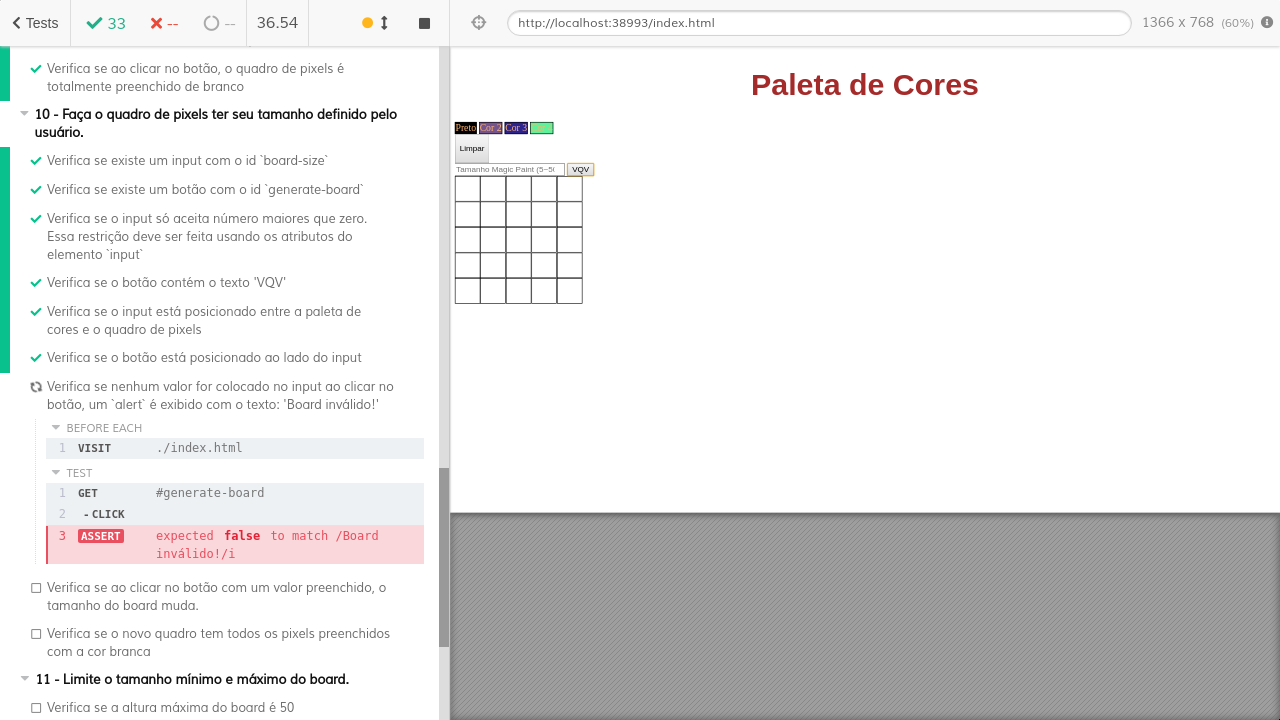 Tests
33
--
--
36.54
http://localhost:38993/index.html
1366 x 768 (60%)
Verifica se ao clicar no botão, o quadro de pixels é
totalmente preenchido de branco
10 - Faça o quadro de pixels ter seu tamanho definido pelo
usuário.
Verifica se existe um input com o id `board-size`
Verifica se existe um botão com o id `generate-board`
Verifica se o input só aceita número maiores que zero.
Essa restrição deve ser feita usando os atributos do
elemento `input`
Verifica se o botão contém o texto 'VQV'
Verifica se o input está posicionado entre a paleta de
cores e o quadro de pixels
Verifica se o botão está posicionado ao lado do input
Verifica se nenhum valor for colocado no input ao clicar no
botão, um `alert` é exibido com o texto: 'Board inválido!'
BEFORE EACH
1 VISIT ./index.html
TEST
1 GET #generate-board
2 - CLICK
3 ASSERT expected false to match /Board
inválido!/i
Verifica se ao clicar no botão com um valor preenchido, o
tamanho do board muda.
Verifica se o novo quadro tem todos os pixels preenchidos
com a cor branca
11 - Limite o tamanho mínimo e máximo do board.
Verifica se a altura máxima do board é 50
Paleta de Cores
Preto Cor 2 Cor 3
Limpar
Tamanho Magic Paint (5~5 VQV